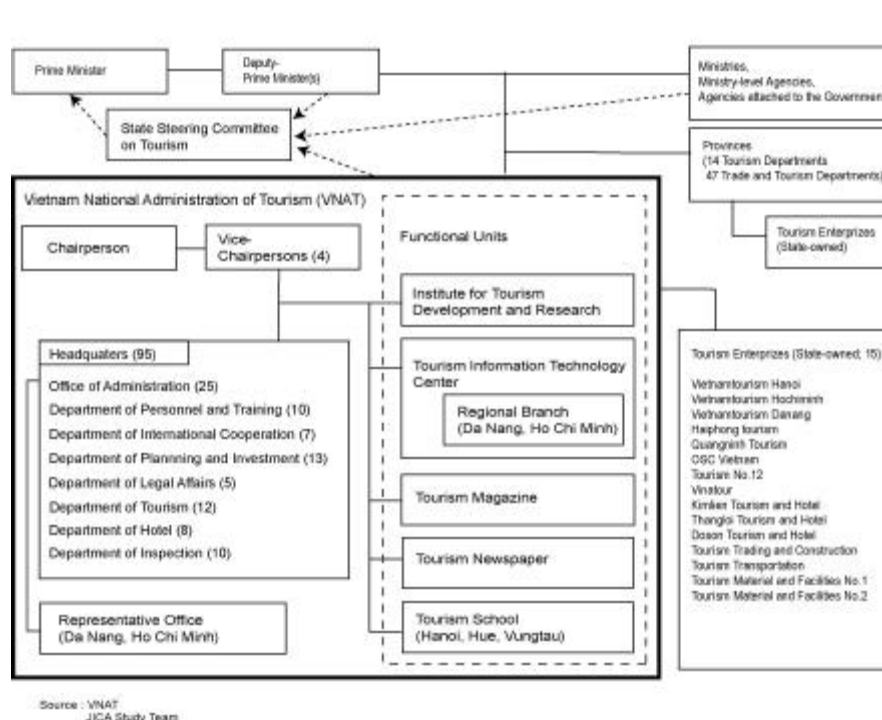 Prime Minister
Deputy-
Prime Minister(s)
Ministries,
Ministry-level Agencies,
Agencies attached to the Governmen
State Steering Committee
on Tourism
Provinces
(14 Tourism Departments
47 Trade and Tourism Departments)
Tourism Enterprizes
(State-owned)
Vietnam National Administration of Tourism (VNAT)
Chairperson
Vice-
Chairpersons (4)
Functional Units
Institute for Tourism
Development and Research
Tourism Information Technology
Center
Regional Branch
(Da Nang, Ho Chi Minh)
Tourism Magazine
Tourism Newspaper
Tourism School
(Hanoi, Hue, Vungtau)
Headquaters (95)
Office of Administration (25)
Department of Personnel and Training (10)
Department of International Cooperation (7)
Department of Plannning and Investment (13)
Department of Legal Affairs (5)
Department of Tourism (12)
Department of Hotel (8)
Department of Inspection (10)
Representative Office
(Da Nang, Ho Chi Minh)
Tourism Enterprizes (State-owned; 15)
Vietnamtourism Hanoi
Vietnamtourism Hochiminh
Vietnamtourism Danang
Haiphong tourism
Quangninh Tourism
OSC Vietnam
Tourism No.12
Vinatour
Kimlien Tourism and Hotel
Thangloi Tourism and Hotel
Doson Tourism and Hotel
Tourism Trading and Construction
Tourism Transportation
Tourism Material and Facilities No.1
Tourism Material and Facilities No.2
Source : VNAT
JICA Study Team